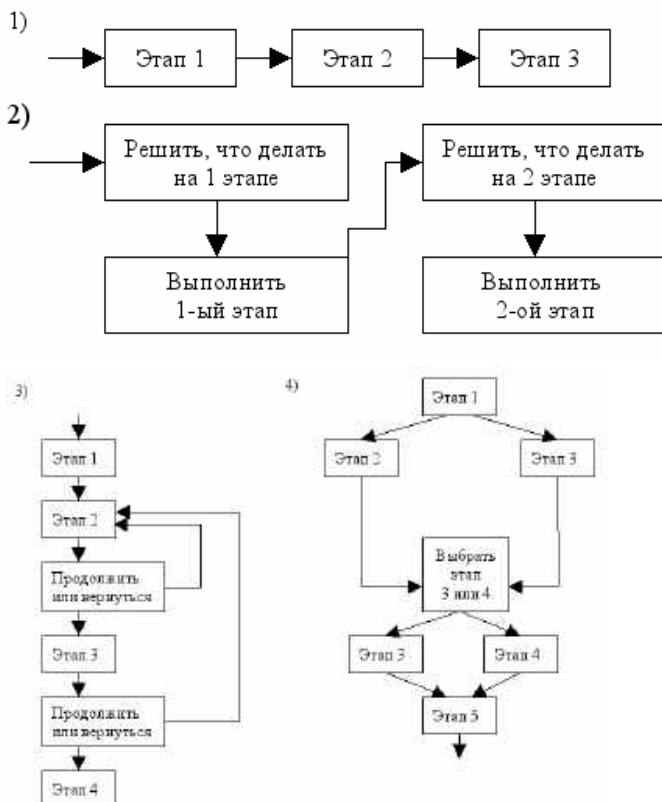 1)
Этап 1
Этап 2
Этап 3
2)
Решить, что делать
на 1 этапе
Решить, что делать
на 2 этапе
Выполнить
1-ый этап
Выполнить
2-ой этап
3)
Этап 1
Этап 2
Продолжить
или вернуться
Этап 3
Продолжить
или вернуться
Этап 4
4)
Этап 1
Этап 2
Этап 3
Выбрать
этап
3 или 4
Этап 3
Этап 4
Этап 5